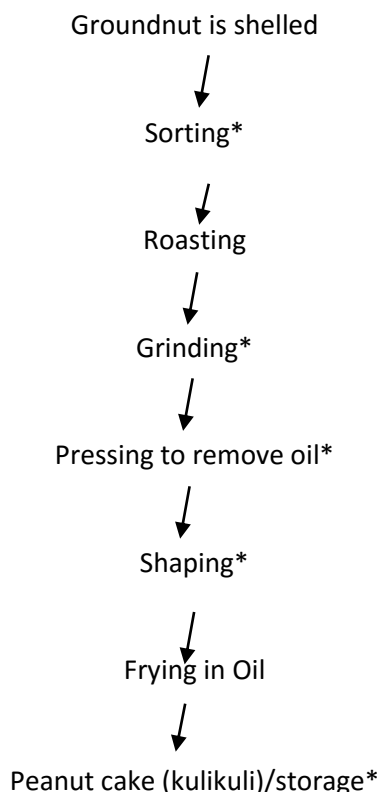 Groundnut is shelled
Sorting*
Roasting
Grinding*
Pressing to remove oil*
Shaping*
Frying in Oil
Peanut cake (kulikuli)/storage*